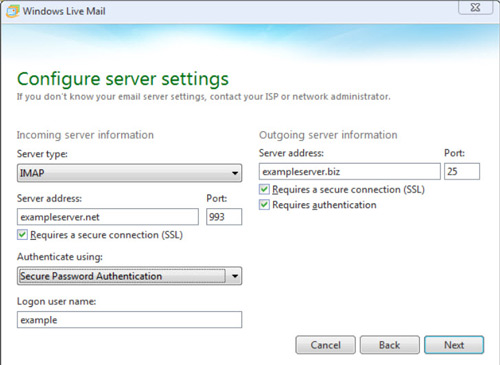 Windows Live Mail
Configure server settings
If you don't know your email server settings, contact your ISP or network administrator.
Incoming server information
Server type:
IMAP
Server address: Port:
exampleserver.net 993
Requires a secure connection (SSL)
Authenticate using:
Secure Password Authentication
Logon user name:
example
Outgoing server information
Server address: Port:
exampleserver.biz 25
Requires a secure connection (SSL)
Requires authentication
Cancel Back Next